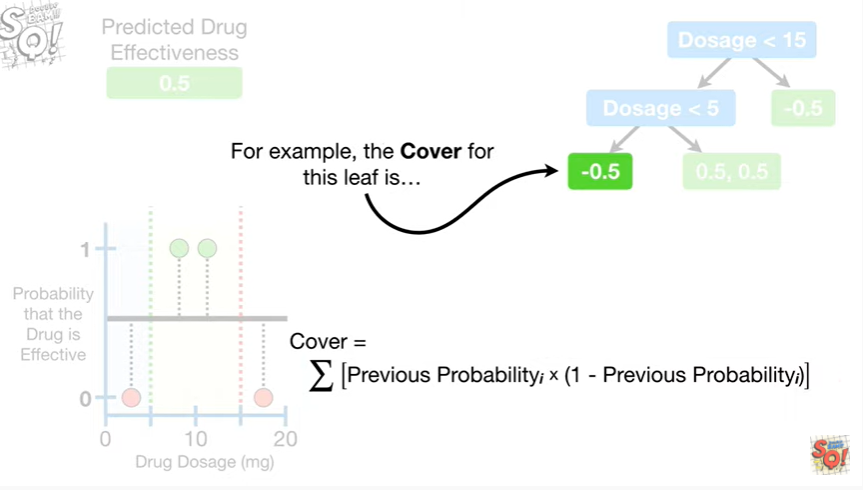 SQ!
Predicted Drug
Effectiveness
0.5
Dosage < 15
Dosage < 5
-0.5
For example, the Cover for
this leaf is…
-0.5
0.5, 0.5
1
Probability
that the
Drug is
Effective
0
0
10
20
Drug Dosage (mg)
Cover =
∑ [Previous Probabilityi × (1 - Previous Probabilityi)]
SQ!